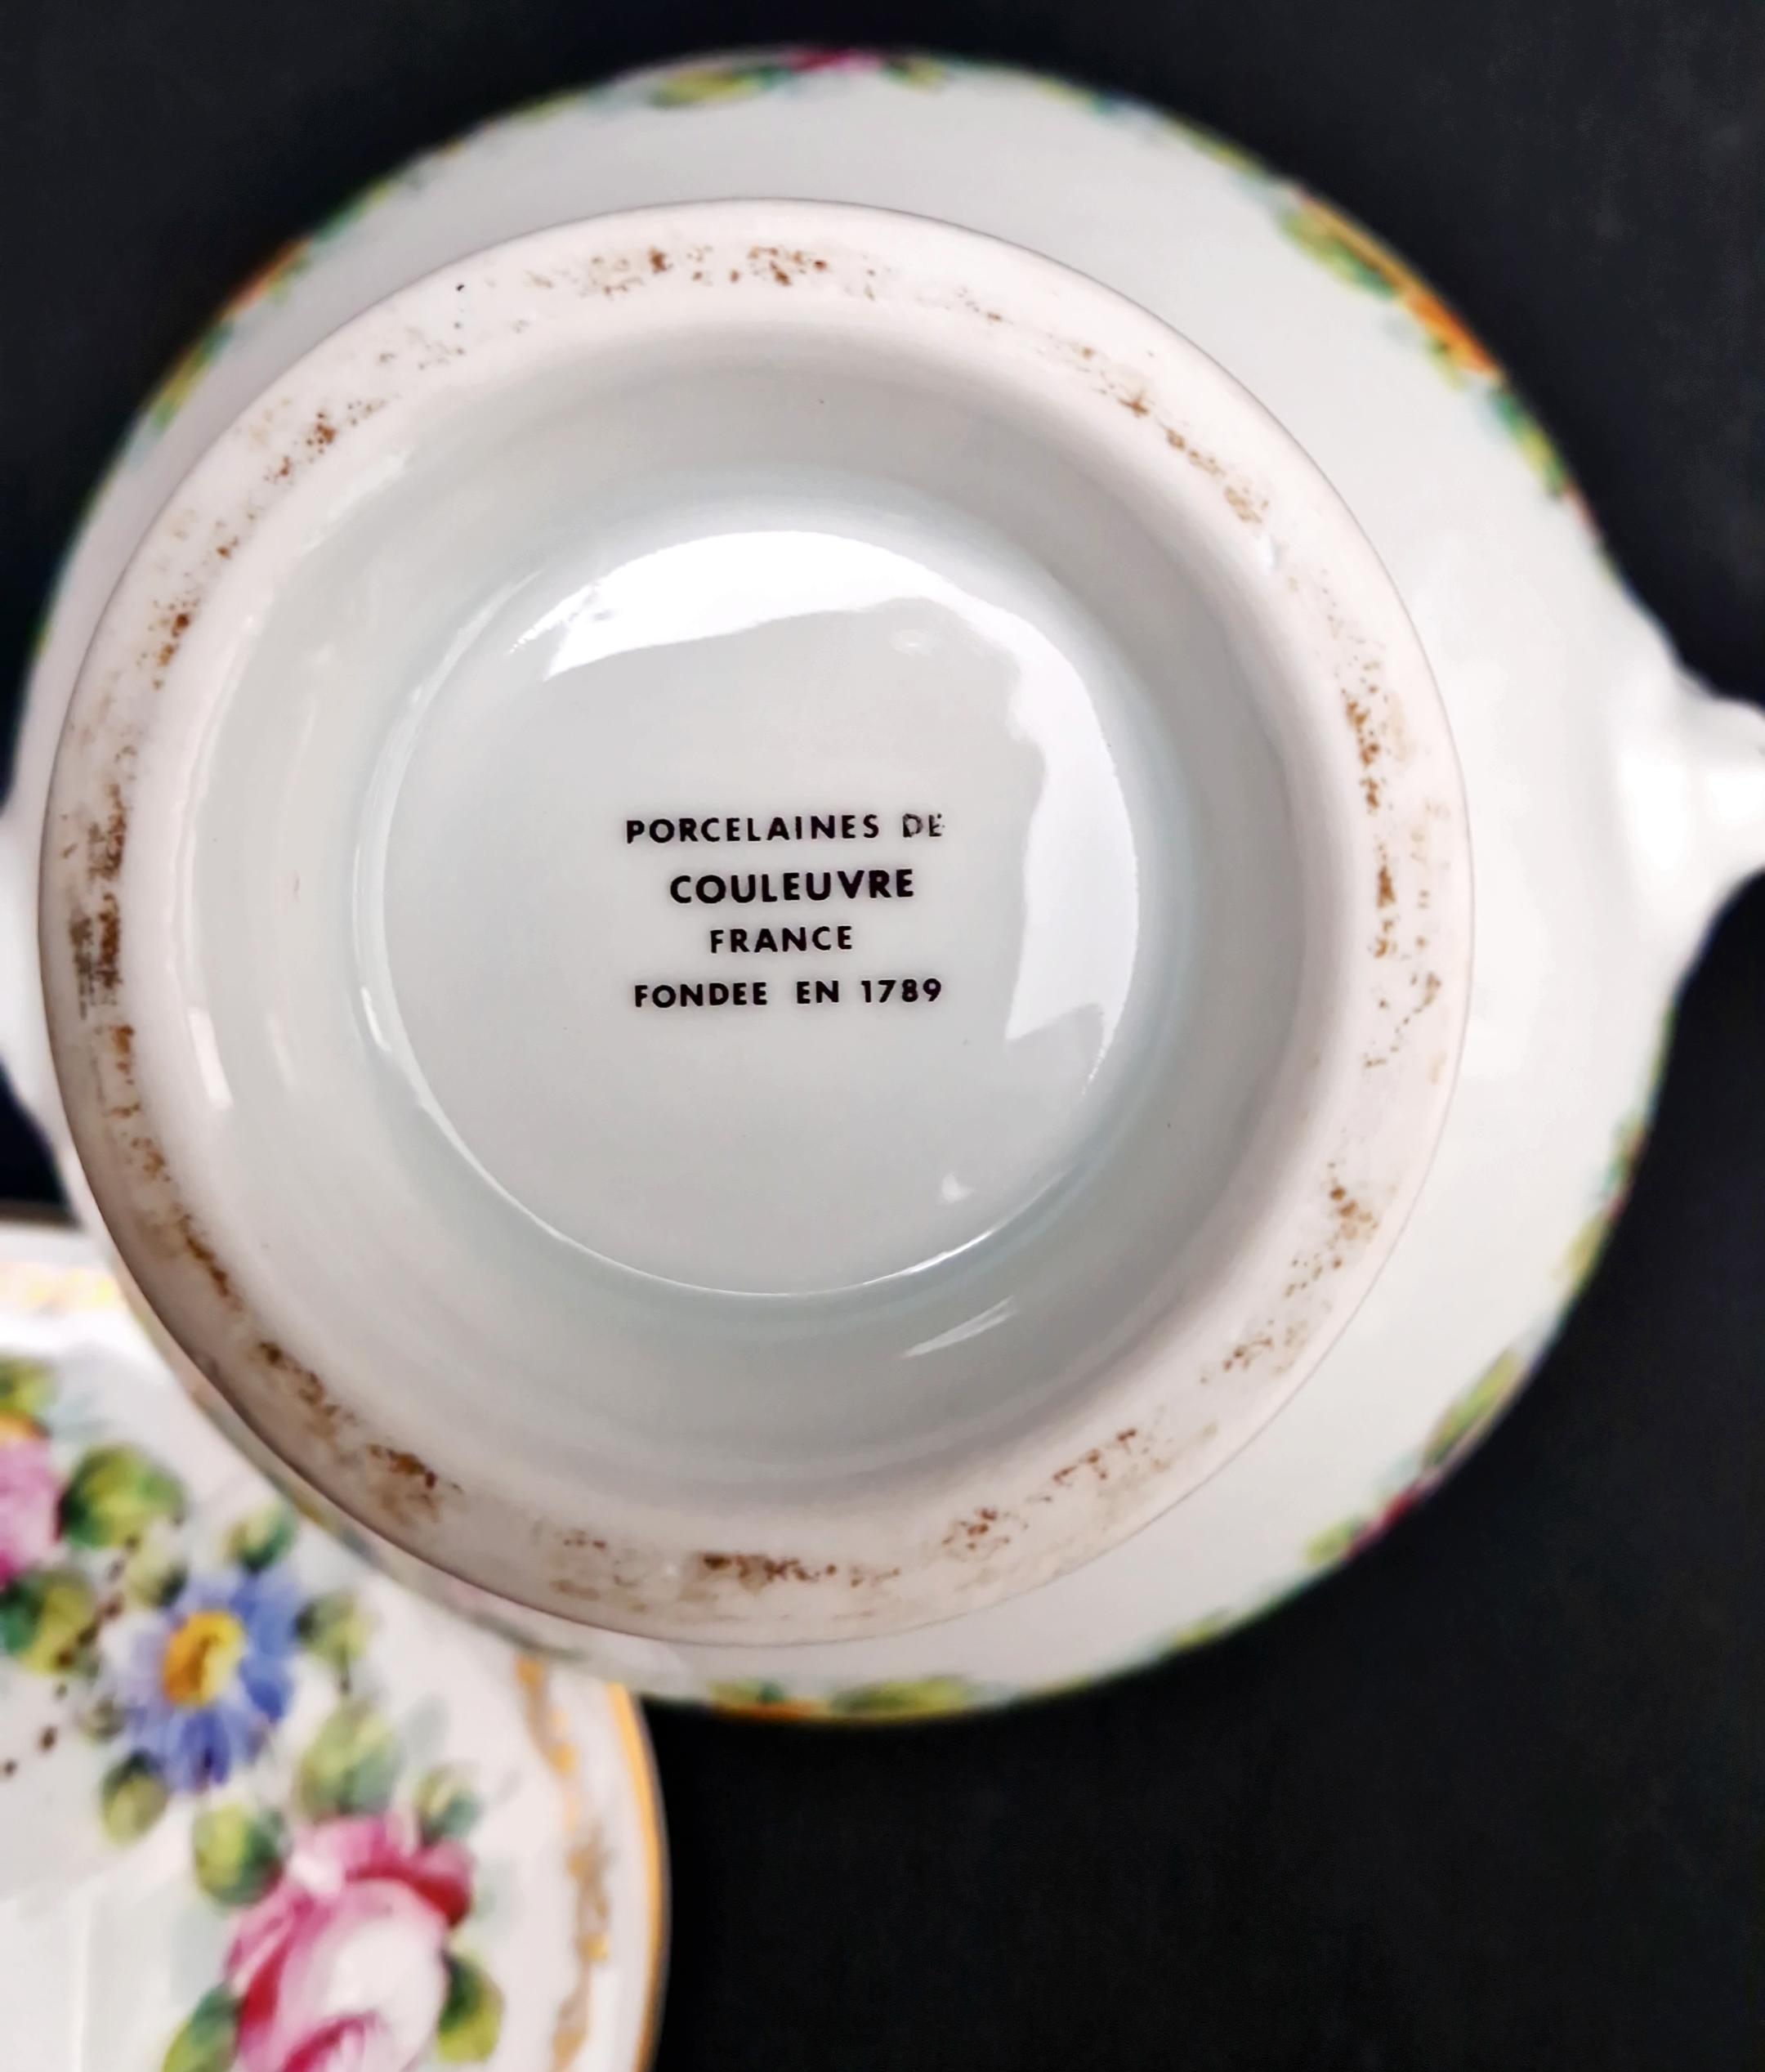 PORCELAINES DE
COULEUVRE
FRANCE
FONDEE EN 1789